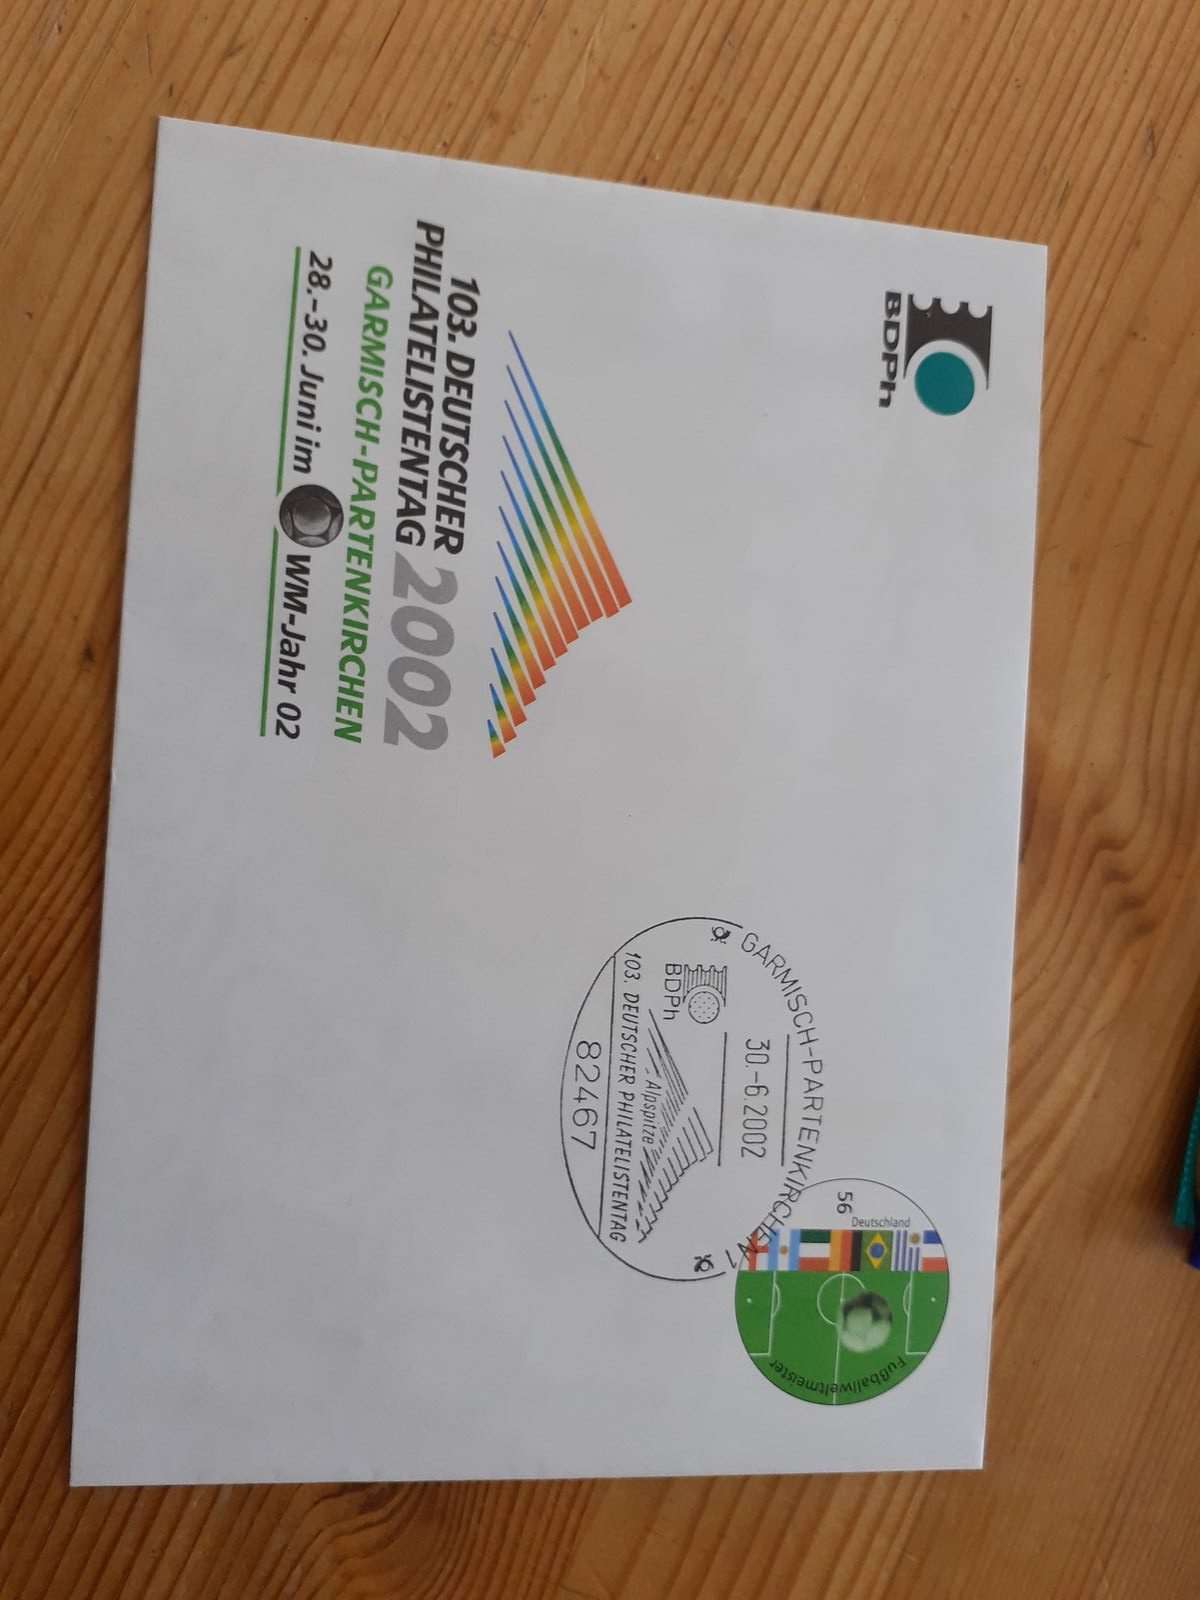 BDPh
103. DEUTSCHER
PHILATELISTENTAG 2002
GARMISCH-PARTENKIRCHEN
28.-30. Juni im WM-Jahr 02
GARMISCH-PARTENKIRCHEN 1
30.-6.2002
BDPh
Alpspitze
103. DEUTSCHER PHILATELISTENTAG
82467
56
Deutschland
Fußballweltmeister